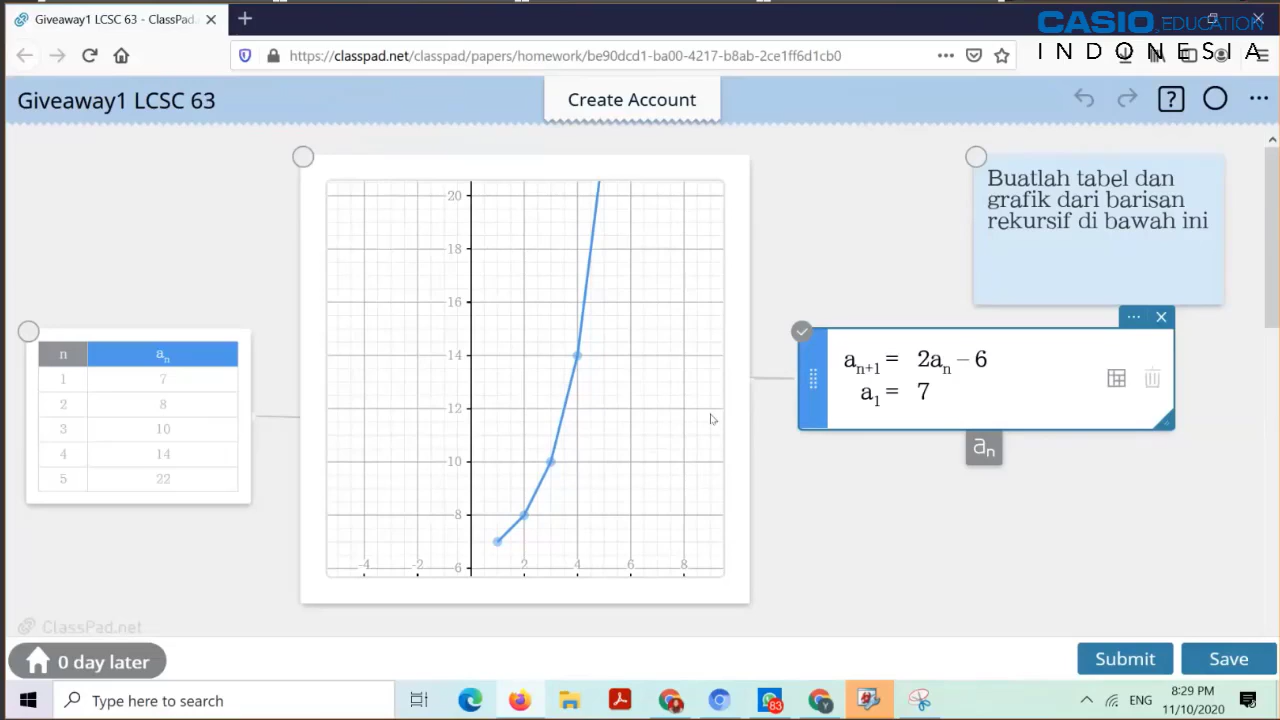 Giveaway1 LCSC 63 - ClassPad.
CASIO EDUCATION
INDONESIA
https://classpad.net/classpad/papers/homework/be90dcd1-ba00-4217-b8ab-2ce1ff6d1cb0
Giveaway1 LCSC 63
Create Account
?
Buatlah tabel dan
grafik dari barisan
rekursif di bawah ini
n aₙ
1 7
2 8
3 10
4 14
5 22
20
18
16
14
12
10
8
6
-4 -2 2 4 6 8
aₙ₊₁ = 2aₙ – 6
a₁ = 7
aₙ
ClassPad.net
0 day later
Submit
Save
Type here to search
83
ENG
8:29 PM
11/10/2020